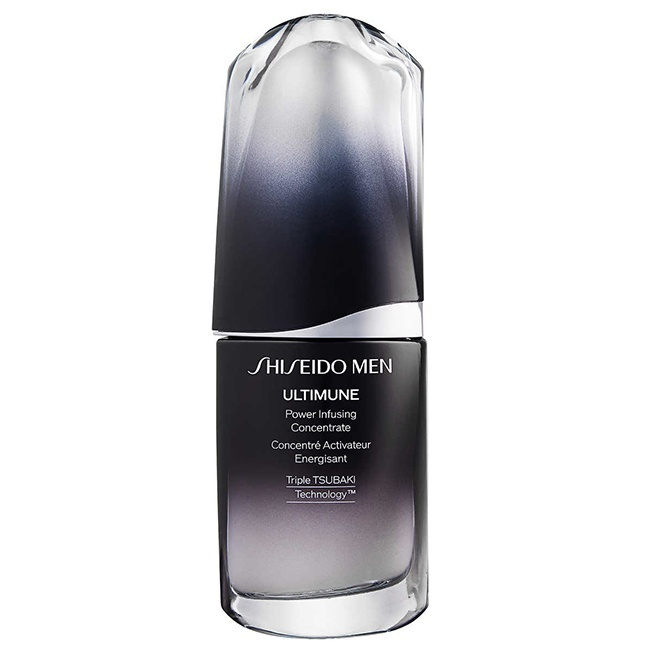 SHISEIDO MEN
ULTIMUNE
Power Infusing
Concentrate
Concentré Activateur
Energisant
Triple TSUBAKI
Technology™